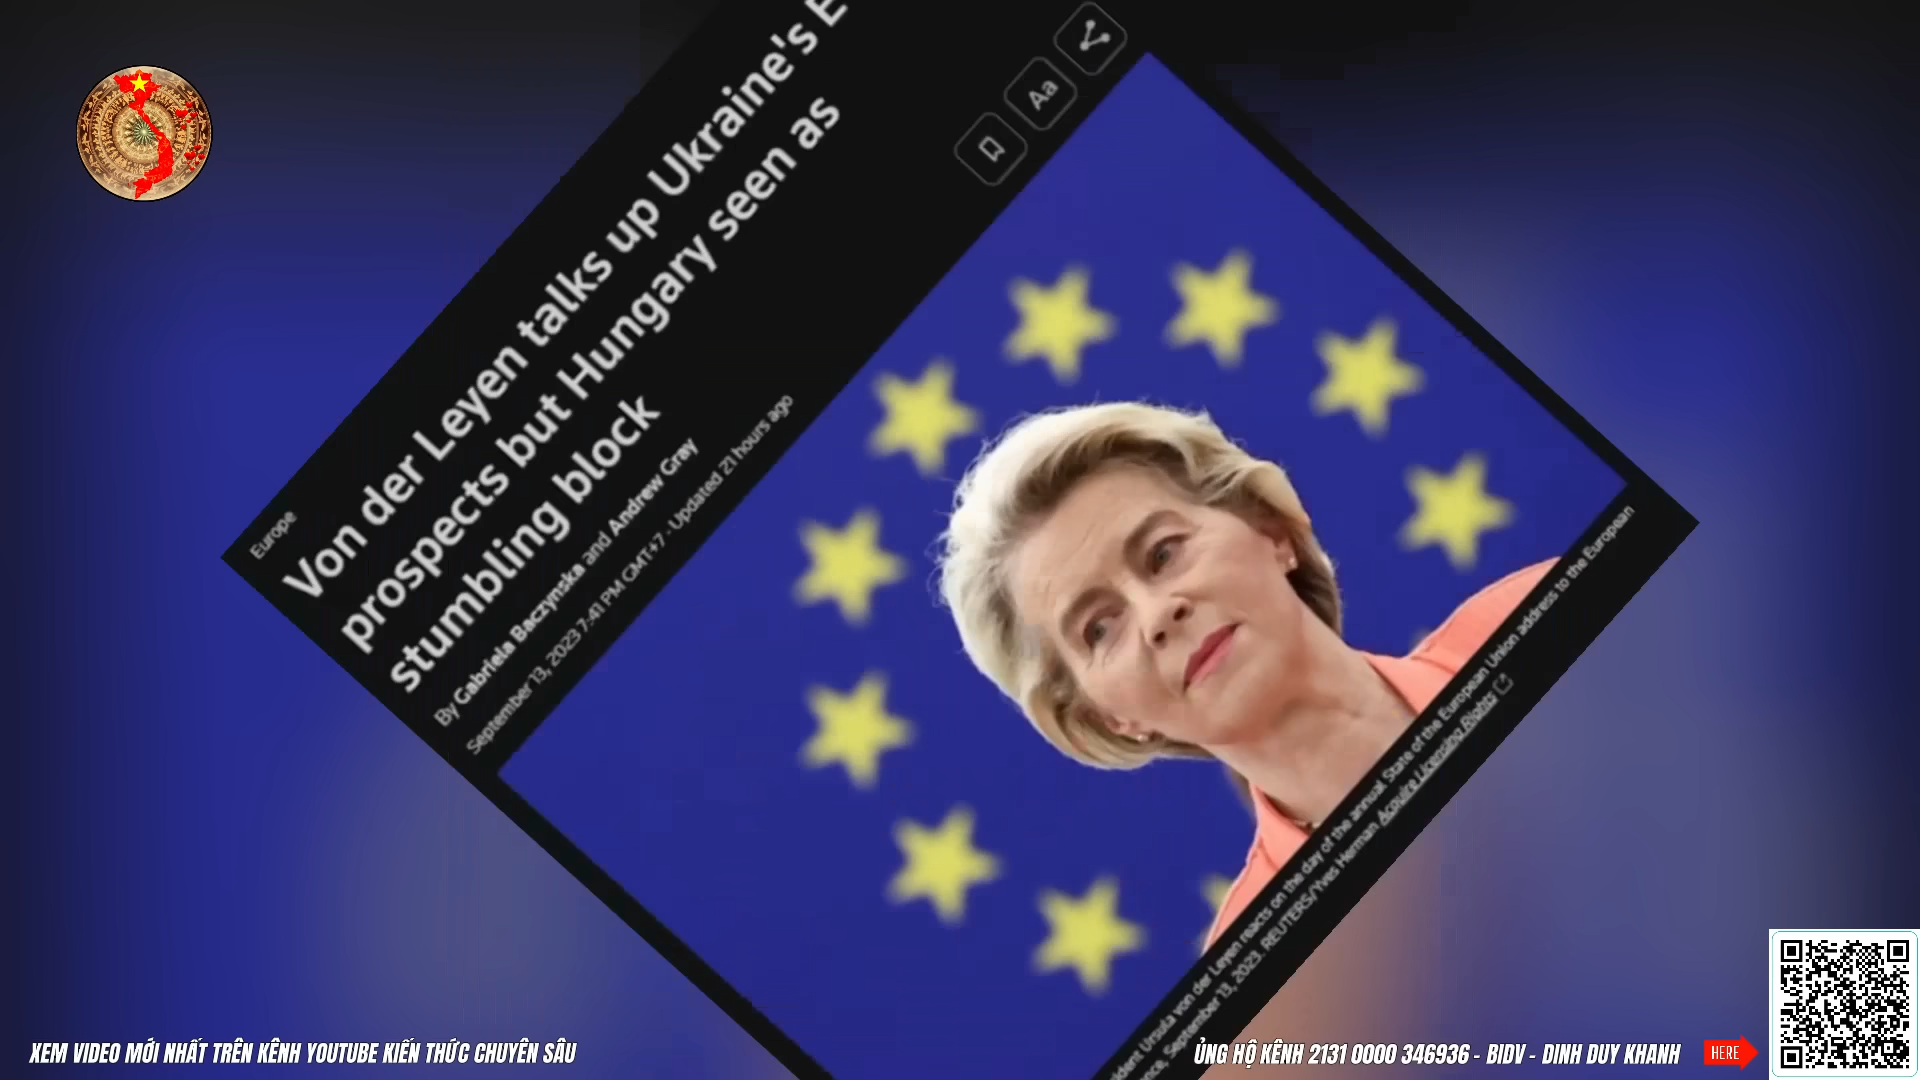 Europe
Von der Leyen talks up Ukraine's E
prospects but Hungary seen as
stumbling block
By Gabriela Baczynska and Andrew Gray
September 13, 2023 7:41 PM GMT+7 · Updated 21 hours ago
Aa
ident Ursula von der Leyen reacts on the day of the annual State of the European Union address to the European
nce, September 13, 2023. REUTERS/Yves Herman Acquire Licensing Rights
XEM VIDEO MỚI NHẤT TRÊN KÊNH YOUTUBE KIẾN THỨC CHUYÊN SÂU
ỦNG HỘ KÊNH 2131 0000 346936 - BIDV - DINH DUY KHANH
HERE